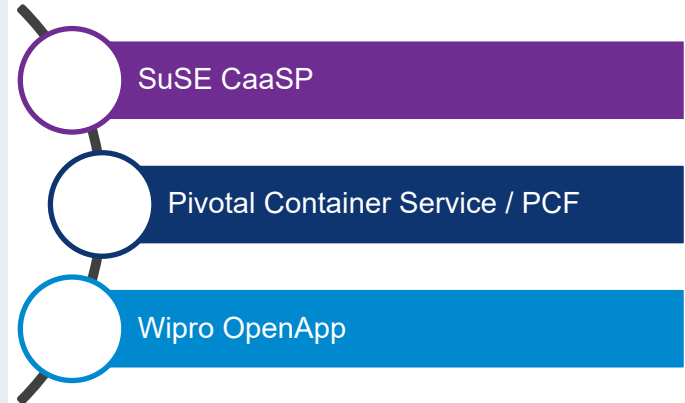 SuSE CaaSP
Pivotal Container Service / PCF
Wipro OpenApp